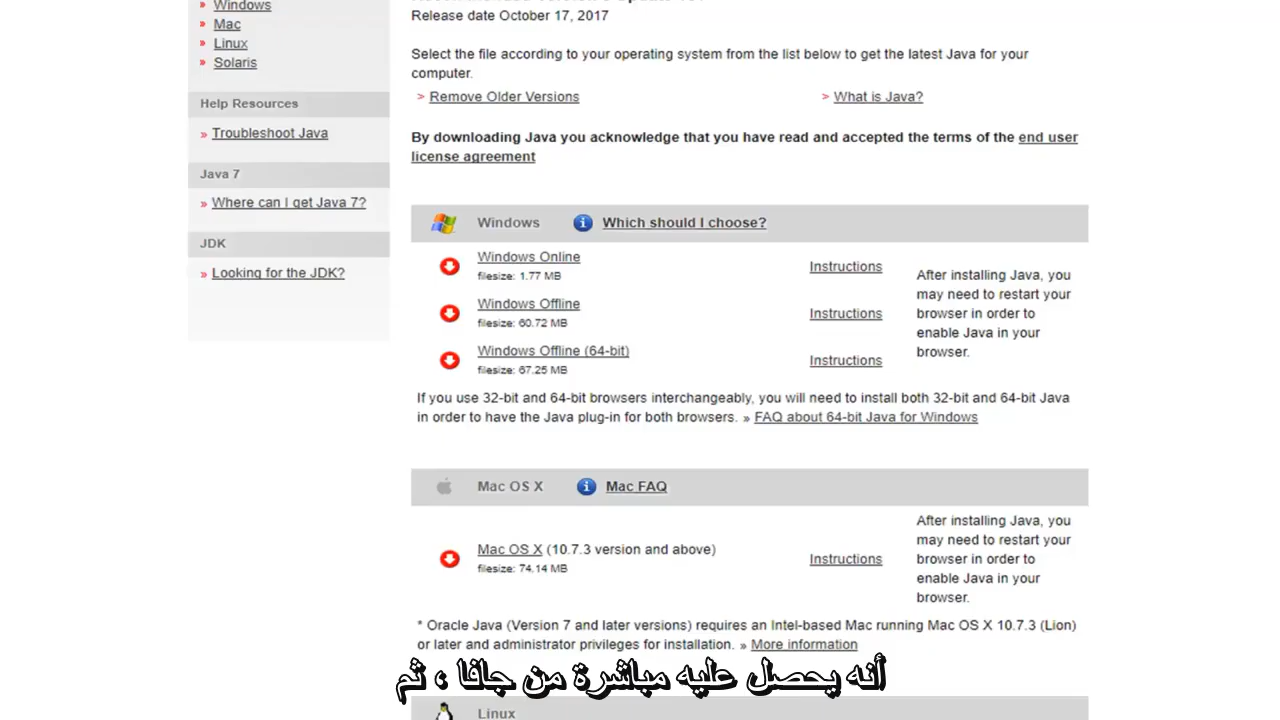 Windows
Mac
Linux
Solaris
Help Resources
Troubleshoot Java
Java 7
Where can I get Java 7?
JDK
Looking for the JDK?
Release date October 17, 2017
Select the file according to your operating system from the list below to get the latest Java for your
computer.
> Remove Older Versions
> What is Java?
By downloading Java you acknowledge that you have read and accepted the terms of the end user
license agreement
Windows
Which should I choose?
Windows Online
filesize: 1.77 MB
Instructions
Windows Offline
filesize: 60.72 MB
Instructions
Windows Offline (64-bit)
filesize: 67.25 MB
Instructions
After installing Java, you
may need to restart your
browser in order to
enable Java in your
browser.
If you use 32-bit and 64-bit browsers interchangeably, you will need to install both 32-bit and 64-bit Java
in order to have the Java plug-in for both browsers. » FAQ about 64-bit Java for Windows
Mac OS X
Mac FAQ
Mac OS X (10.7.3 version and above)
filesize: 74.14 MB
Instructions
After installing Java, you
may need to restart your
browser in order to
enable Java in your
browser.
* Oracle Java (Version 7 and later versions) requires an Intel-based Mac running Mac OS X 10.7.3 (Lion)
or later and administrator privileges for installation. » More information
أنه يحصل عليه مباشرة من جافا ، ثم
Linux